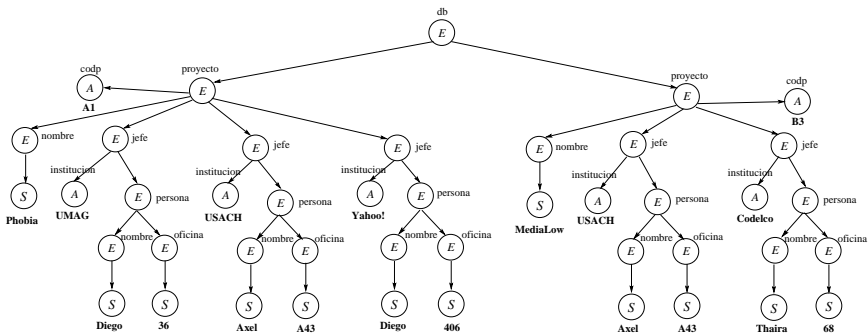 db
E
codp
proyecto
proyecto
codp
A
E
E
A
A1
B3
E
nombre
E
jefe
E
jefe
E
jefe
E
nombre
E
jefe
E
jefe
institucion
institucion
institucion
institucion
institucion
S
A
E
persona
A
E
persona
A
E
persona
S
A
E
persona
A
E
persona
Phobia
UMAG
USACH
Yahoo!
MediaLow
USACH
Codelco
nombre
oficina
nombre
oficina
nombre
oficina
nombre
oficina
nombre
oficina
E
E
E
E
E
E
E
E
E
E
S
S
S
S
S
S
S
S
S
S
Diego
36
Axel
A43
Diego
406
Axel
A43
Thaira
68